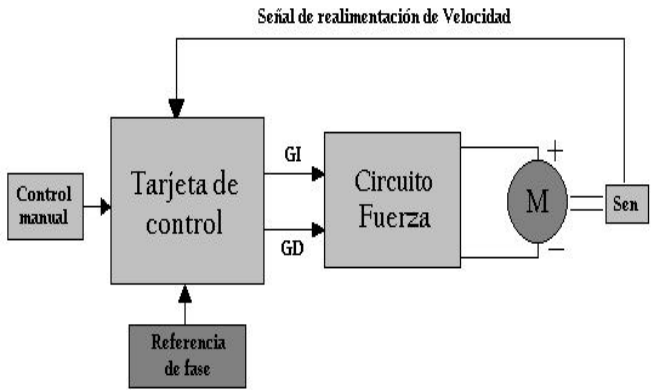 Señal de realimentación de Velocidad
Control
manual
Tarjeta de
control
GI
GD
Circuito
Fuerza
+
M
−
Sen
Referencia
de fase